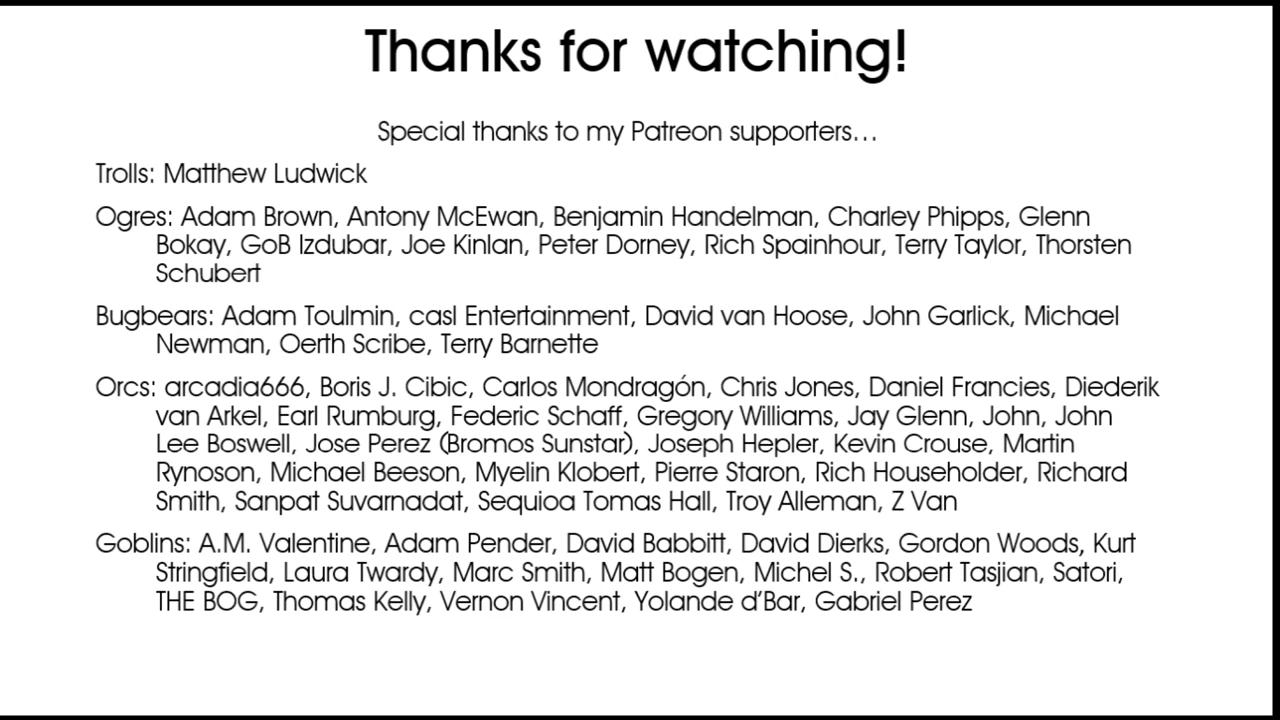 Thanks for watching!
Special thanks to my Patreon supporters…
Trolls: Matthew Ludwick
Ogres: Adam Brown, Antony McEwan, Benjamin Handelman, Charley Phipps, Glenn
Bokay, GoB Izdubar, Joe Kinlan, Peter Dorney, Rich Spainhour, Terry Taylor, Thorsten
Schubert
Bugbears: Adam Toulmin, casl Entertainment, David van Hoose, John Garlick, Michael
Newman, Oerth Scribe, Terry Barnette
Orcs: arcadia666, Boris J. Cibic, Carlos Mondragón, Chris Jones, Daniel Francies, Diederik
van Arkel, Earl Rumburg, Federic Schaff, Gregory Williams, Jay Glenn, John, John
Lee Boswell, Jose Perez (Bromos Sunstar), Joseph Hepler, Kevin Crouse, Martin
Rynoson, Michael Beeson, Myelin Klobert, Pierre Staron, Rich Householder, Richard
Smith, Sanpat Suvarnadat, Sequioa Tomas Hall, Troy Alleman, Z Van
Goblins: A.M. Valentine, Adam Pender, David Babbitt, David Dierks, Gordon Woods, Kurt
Stringfield, Laura Twardy, Marc Smith, Matt Bogen, Michel S., Robert Tasjian, Satori,
THE BOG, Thomas Kelly, Vernon Vincent, Yolande d’Bar, Gabriel Perez